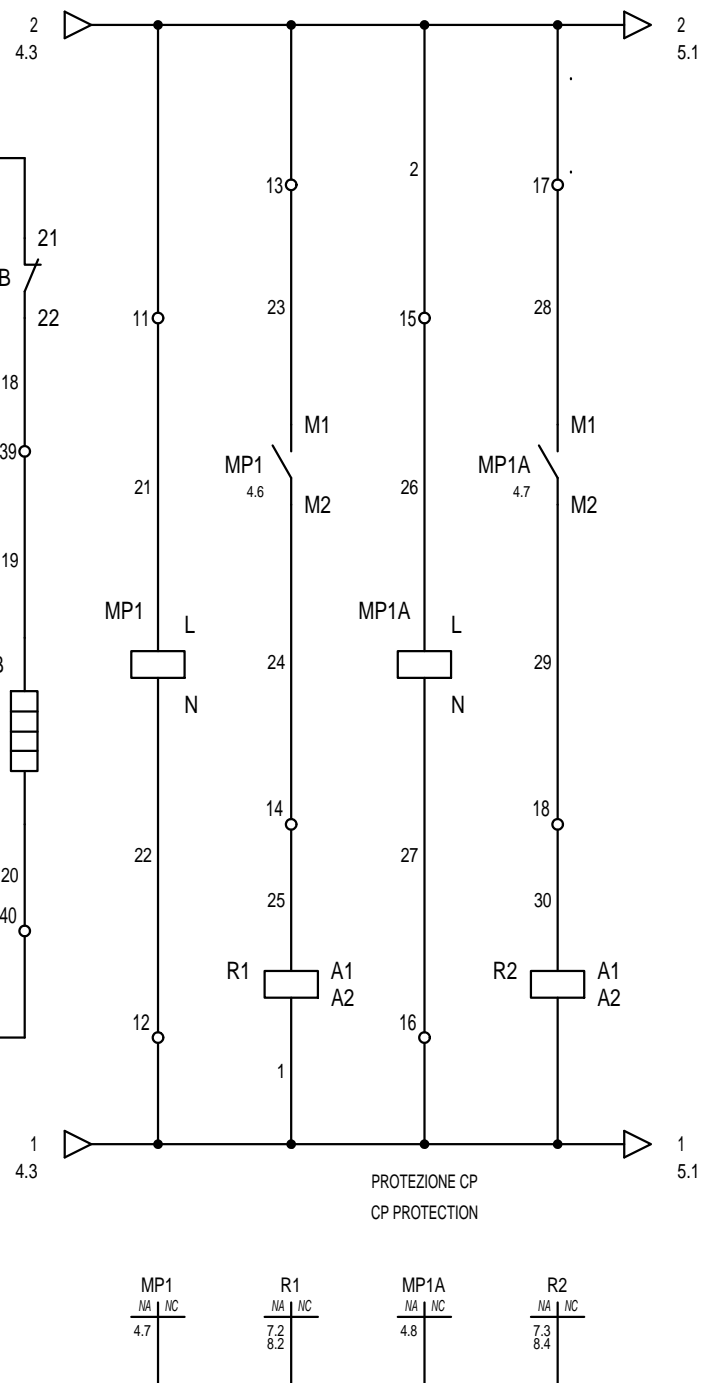 2
2
4.3
5.1
2
13
17
21
B
22
23
28
11
15
18
M1
M1
39
MP1
MP1A
4.6
4.7
21
26
M2
M2
19
MP1
L
MP1A
L
24
29
N
N
14
18
22
27
20
25
30
40
R1
A1
R2
A1
A2
A2
12
16
1
1
1
4.3
5.1
PROTEZIONE CP
CP PROTECTION
MP1
R1
MP1A
R2
NA NC
NA NC
NA NC
NA NC
4.7
7.2
4.8
7.3
8.2
8.4